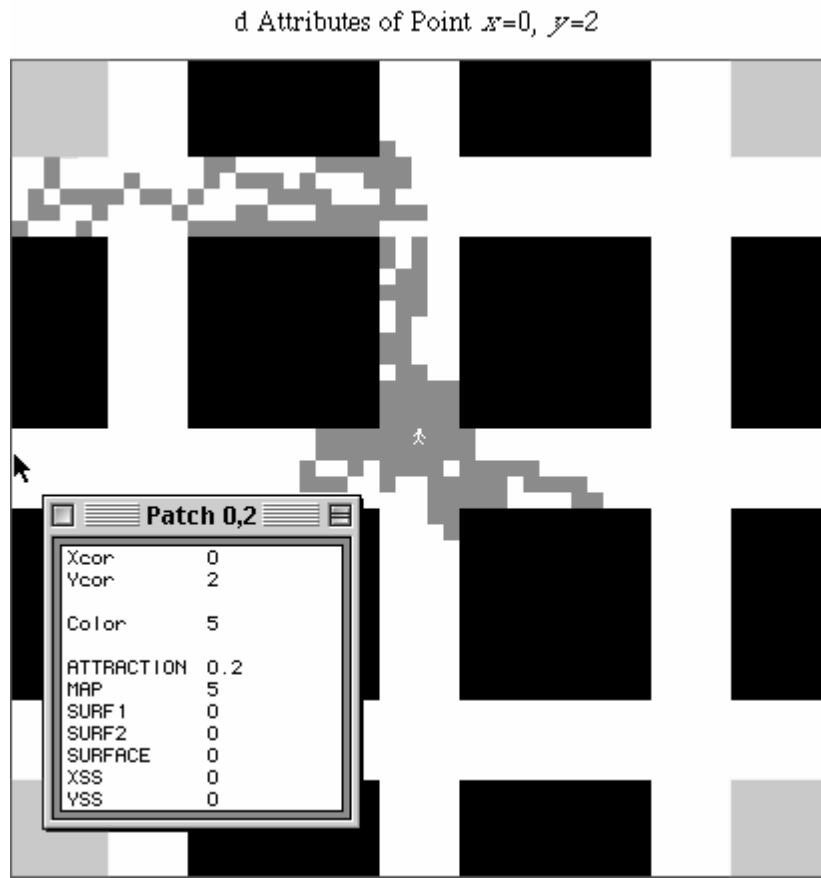 d Attributes of Point x=0, y=2
Patch 0,2
Xcor 0
Ycor 2
Color 5
ATTRACTION 0.2
MAP 5
SURF1 0
SURF2 0
SURFACE 0
XSS 0
YSS 0